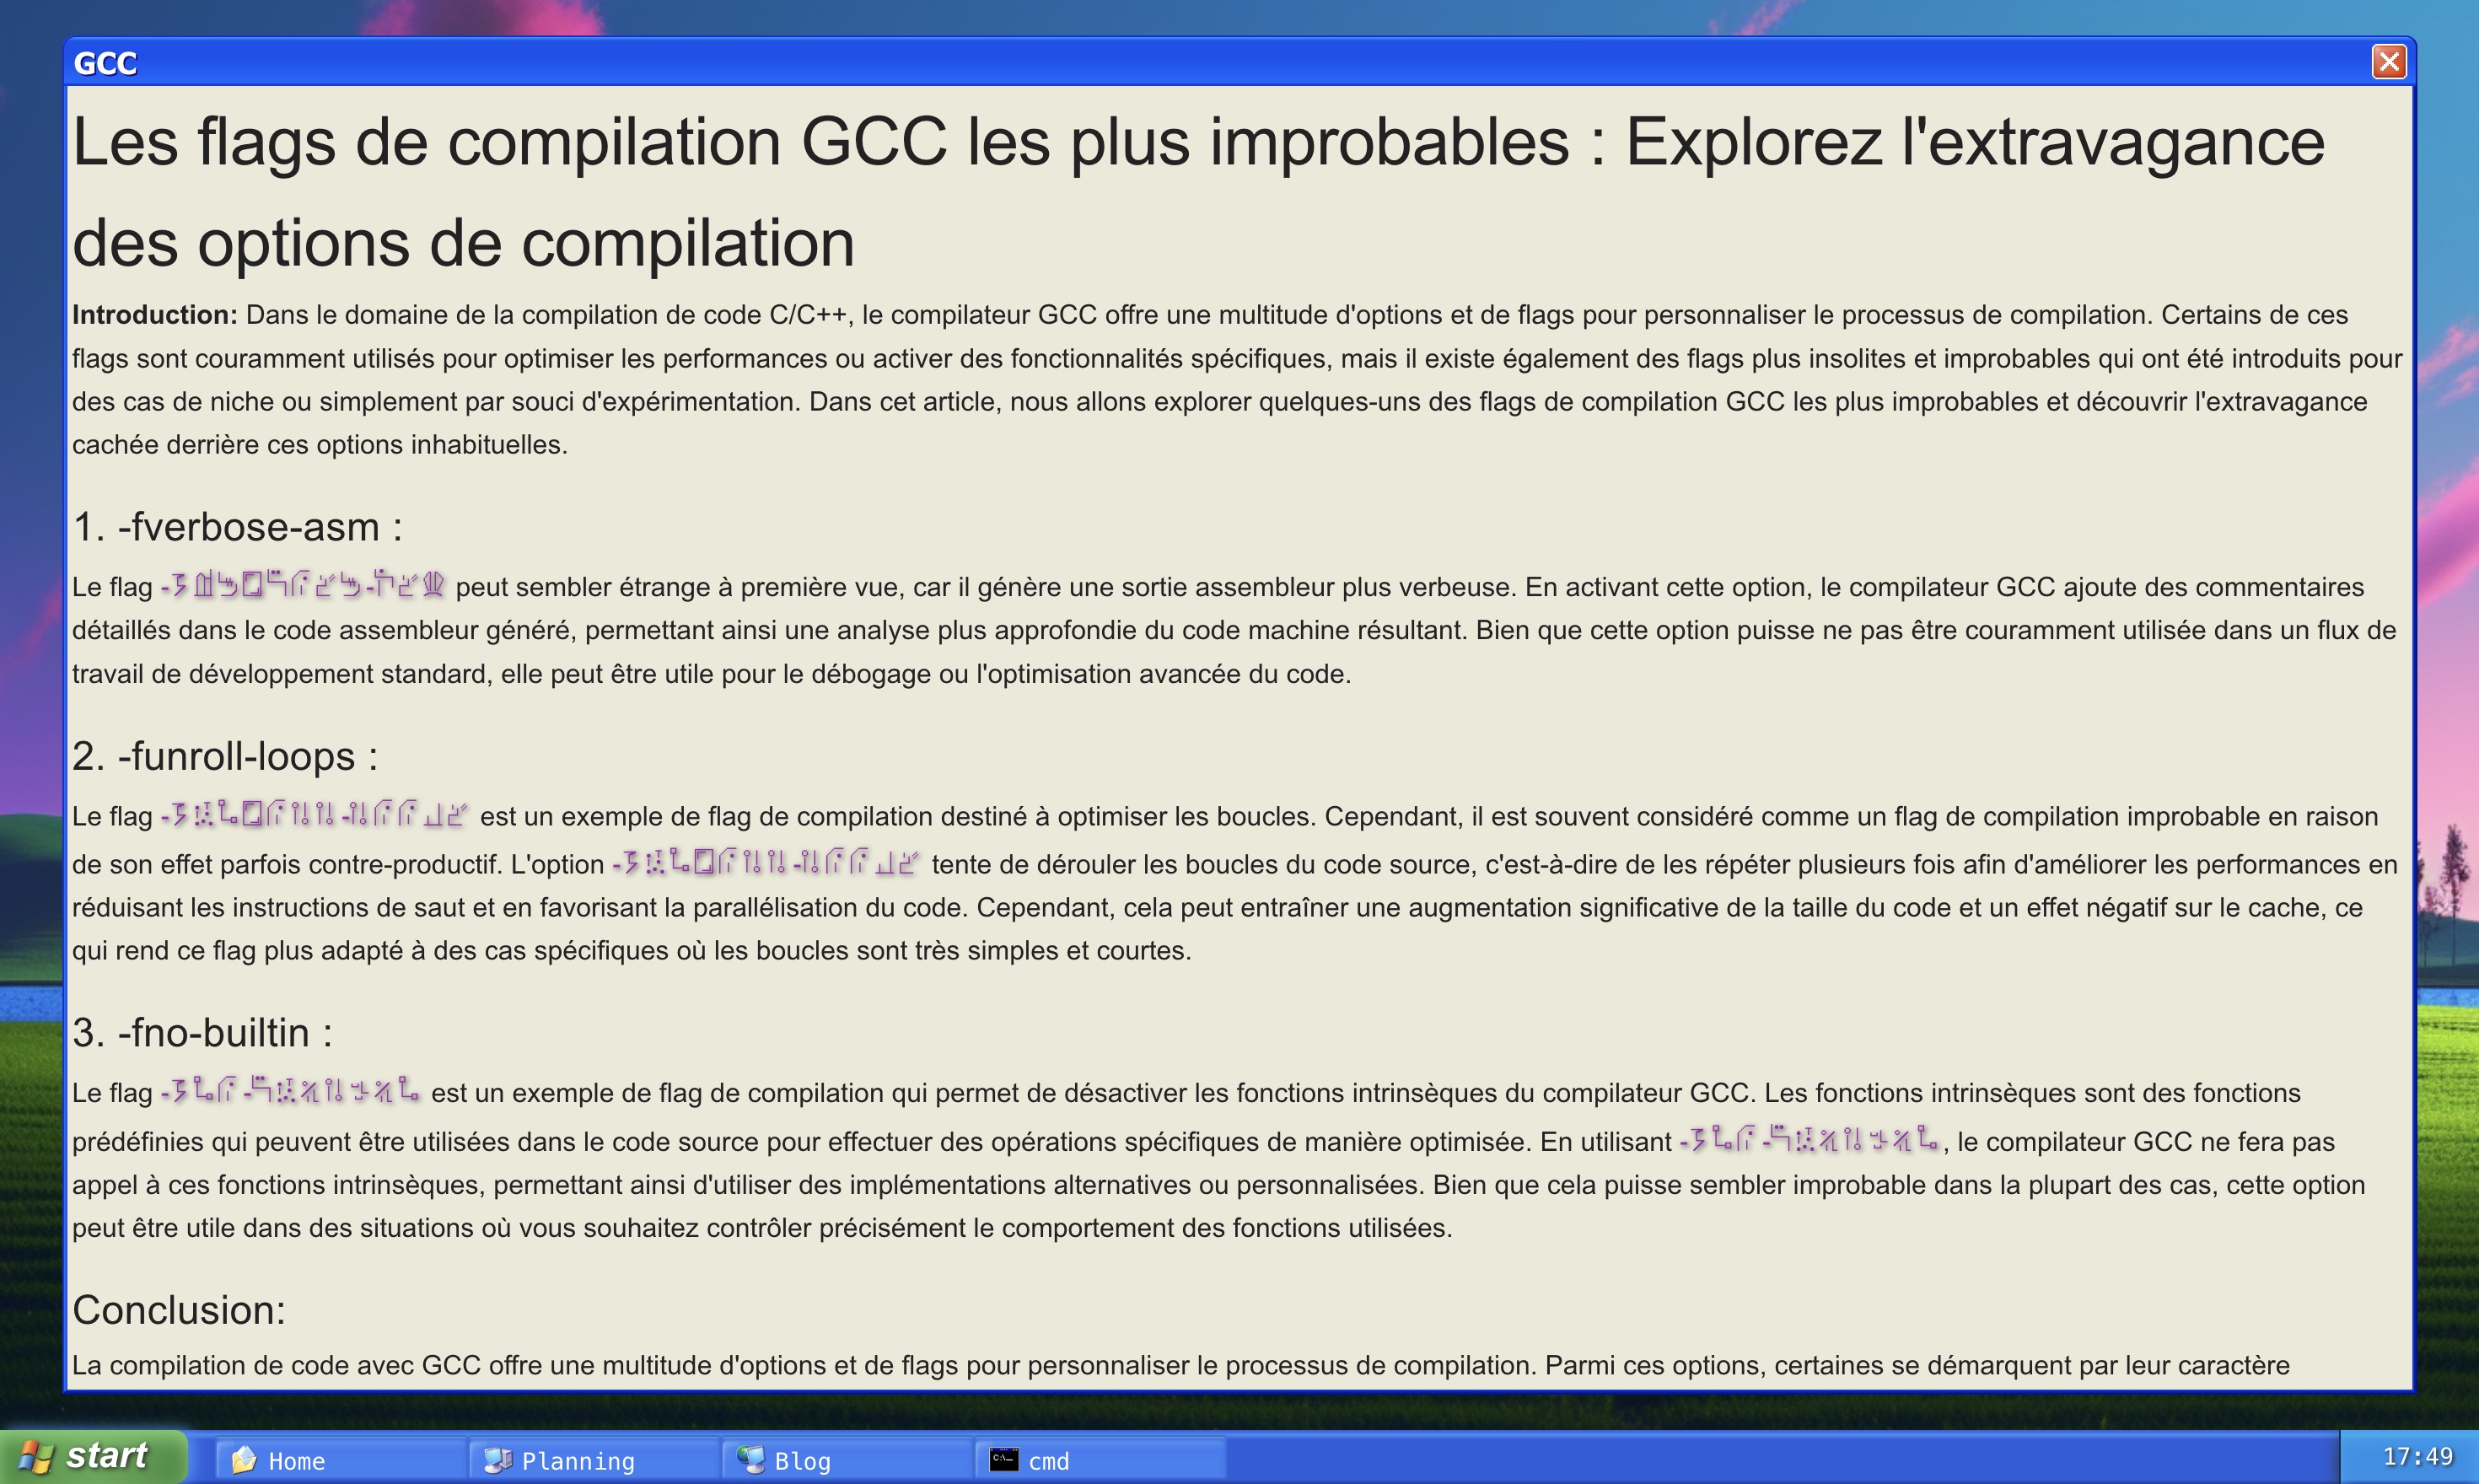 GCC
Les flags de compilation GCC les plus improbables : Explorez l'extravagance
des options de compilation
Introduction: Dans le domaine de la compilation de code C/C++, le compilateur GCC offre une multitude d'options et de flags pour personnaliser le processus de compilation. Certains de ces
flags sont couramment utilisés pour optimiser les performances ou activer des fonctionnalités spécifiques, mais il existe également des flags plus insolites et improbables qui ont été introduits pour
des cas de niche ou simplement par souci d'expérimentation. Dans cet article, nous allons explorer quelques-uns des flags de compilation GCC les plus improbables et découvrir l'extravagance
cachée derrière ces options inhabituelles.
1. -fverbose-asm :
Le flag peut sembler étrange à première vue, car il génère une sortie assembleur plus verbeuse. En activant cette option, le compilateur GCC ajoute des commentaires
détaillés dans le code assembleur généré, permettant ainsi une analyse plus approfondie du code machine résultant. Bien que cette option puisse ne pas être couramment utilisée dans un flux de
travail de développement standard, elle peut être utile pour le débogage ou l'optimisation avancée du code.
2. -funroll-loops :
Le flag est un exemple de flag de compilation destiné à optimiser les boucles. Cependant, il est souvent considéré comme un flag de compilation improbable en raison
de son effet parfois contre-productif. L'option tente de dérouler les boucles du code source, c'est-à-dire de les répéter plusieurs fois afin d'améliorer les performances en
réduisant les instructions de saut et en favorisant la parallélisation du code. Cependant, cela peut entraîner une augmentation significative de la taille du code et un effet négatif sur le cache, ce
qui rend ce flag plus adapté à des cas spécifiques où les boucles sont très simples et courtes.
3. -fno-builtin :
Le flag est un exemple de flag de compilation qui permet de désactiver les fonctions intrinsèques du compilateur GCC. Les fonctions intrinsèques sont des fonctions
prédéfinies qui peuvent être utilisées dans le code source pour effectuer des opérations spécifiques de manière optimisée. En utilisant , le compilateur GCC ne fera pas
appel à ces fonctions intrinsèques, permettant ainsi d'utiliser des implémentations alternatives ou personnalisées. Bien que cela puisse sembler improbable dans la plupart des cas, cette option
peut être utile dans des situations où vous souhaitez contrôler précisément le comportement des fonctions utilisées.
Conclusion:
La compilation de code avec GCC offre une multitude d'options et de flags pour personnaliser le processus de compilation. Parmi ces options, certaines se démarquent par leur caractère
start Home Planning Blog cmd 17:49